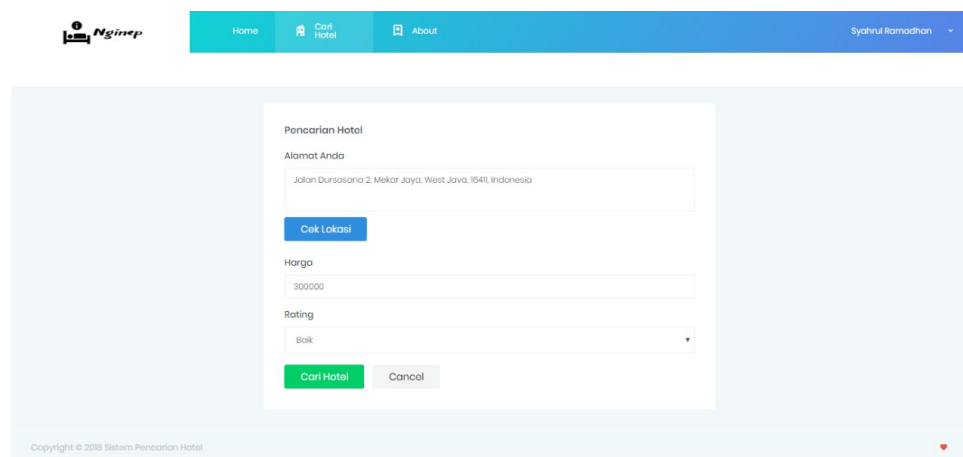 Nginep
Home
Cari
Hotel
About
Syahrul Ramadhan
Pencarian Hotel
Alamat Anda
Jalan Dursasana 2, Mekar Jaya, West Java, 16411, Indonesia
Cek Lokasi
Harga
300000
Rating
Baik
Cari Hotel
Cancel
Copyright © 2018 Sistem Pencarian Hotel